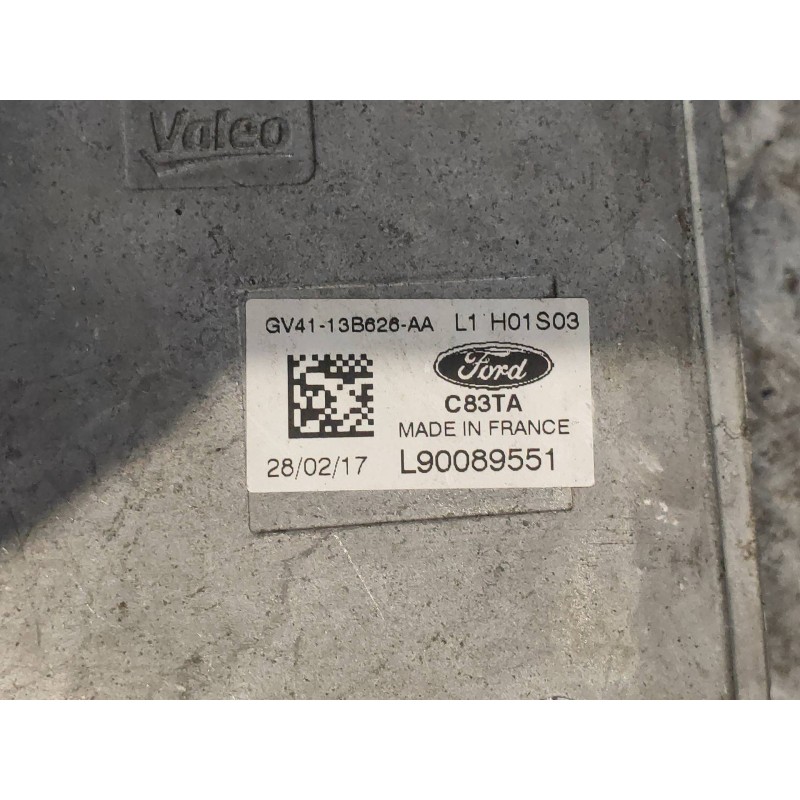 Valeo
GV41-13B626-AA L1 H01S03
Ford
C83TA
MADE IN FRANCE
28/02/17 L90089551